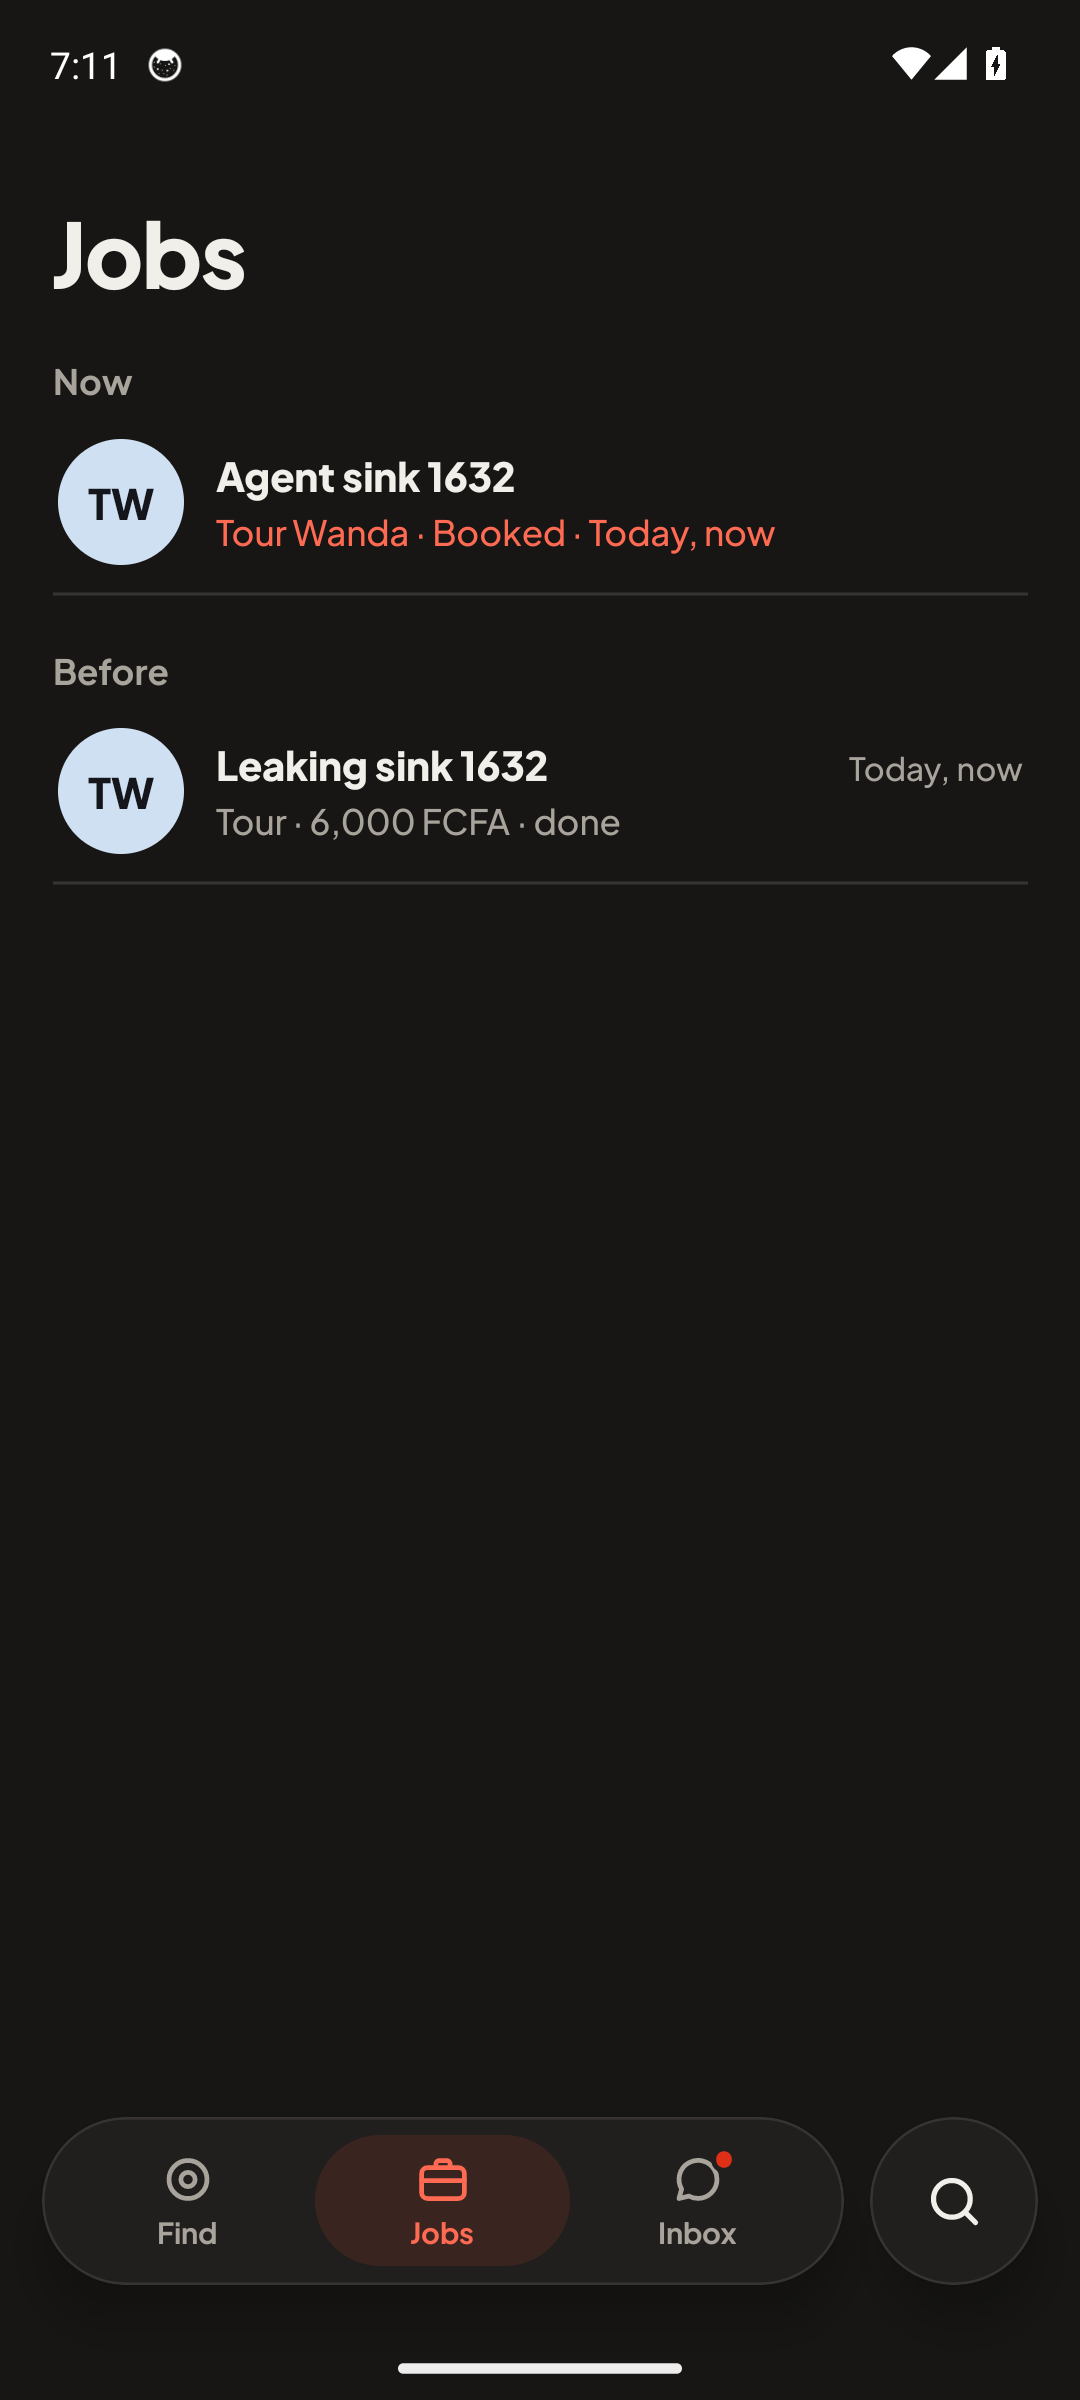 7:11
Jobs
Now
TW
Agent sink 1632
Tour Wanda · Booked · Today, now
Before
TW
Leaking sink 1632
Today, now
Tour · 6,000 FCFA · done
Find
Jobs
Inbox